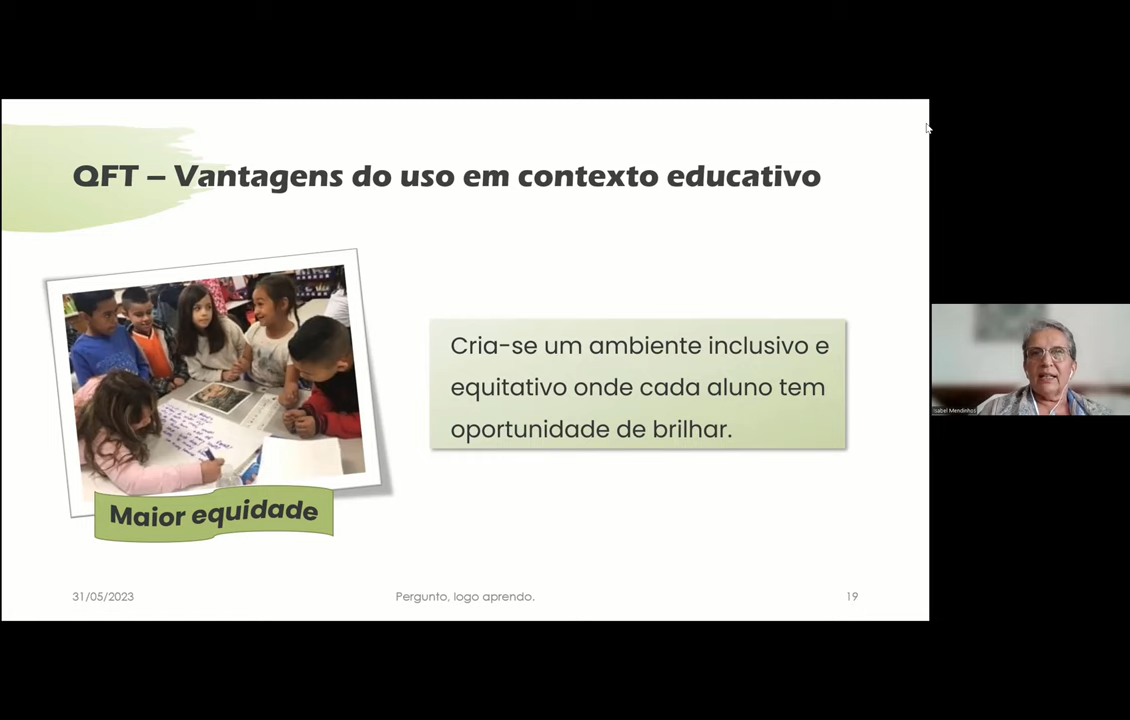 QFT – Vantagens do uso em contexto educativo
Cria-se um ambiente inclusivo e
equitativo onde cada aluno tem
oportunidade de brilhar.
Maior equidade
31/05/2023
Pergunto, logo aprendo.
19
Isabel Mendinhos